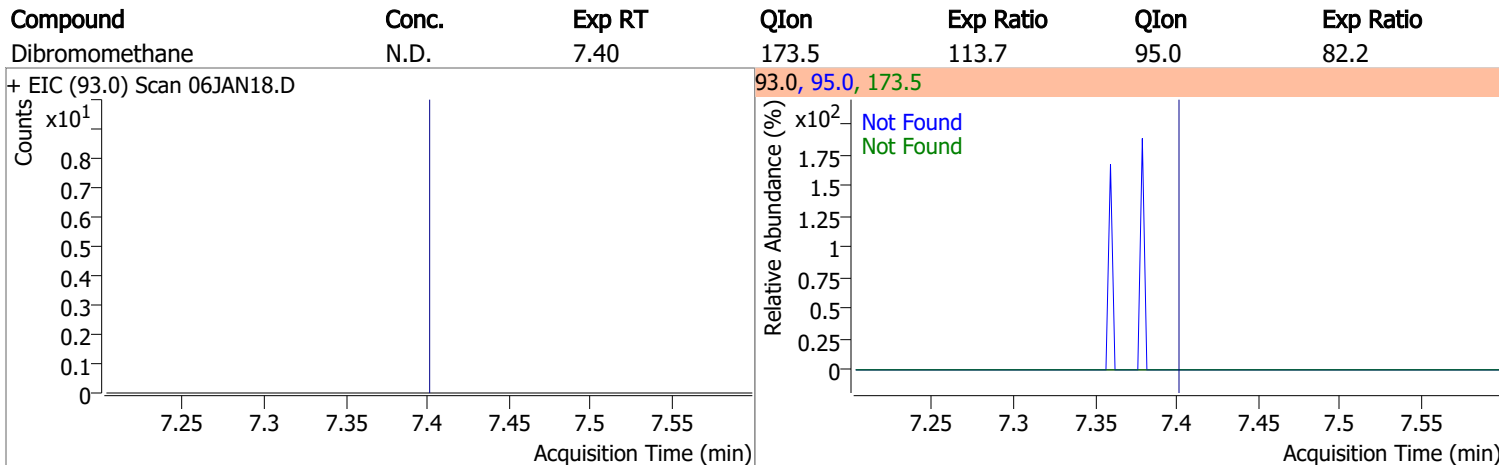 Compound Conc. Exp RT QIon Exp Ratio QIon Exp Ratio
Dibromomethane N.D. 7.40 173.5 113.7 95.0 82.2
+ EIC (93.0) Scan 06JAN18.D
Counts
x10¹
0.8
0.7
0.6
0.5
0.4
0.3
0.2
0.1
0
7.25 7.3 7.35 7.4 7.45 7.5 7.55
Acquisition Time (min)
93.0, 95.0, 173.5
Relative Abundance (%)
x10²
Not Found
Not Found
1.75
1.5
1.25
1
0.75
0.5
0.25
0
7.25 7.3 7.35 7.4 7.45 7.5 7.55
Acquisition Time (min)